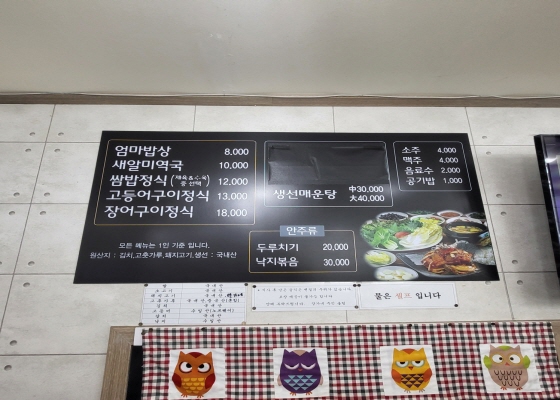 엄마밥상 8,000
새알미역국 10,000
쌈밥정식 (제육&수육 중 선택) 12,000
고등어구이정식 13,000
장어구이정식 18,000
모든 메뉴는 1인 기준 입니다.
원산지 : 김치,고춧가루,돼지고기,생선 : 국내산
생선매운탕 中30,000
大40,000
안주류
두루치기 20,000
낙지볶음 30,000
소주 4,000
맥주 4,000
음료수 2,000
공기밥 1,000
물은 셀프 입니다